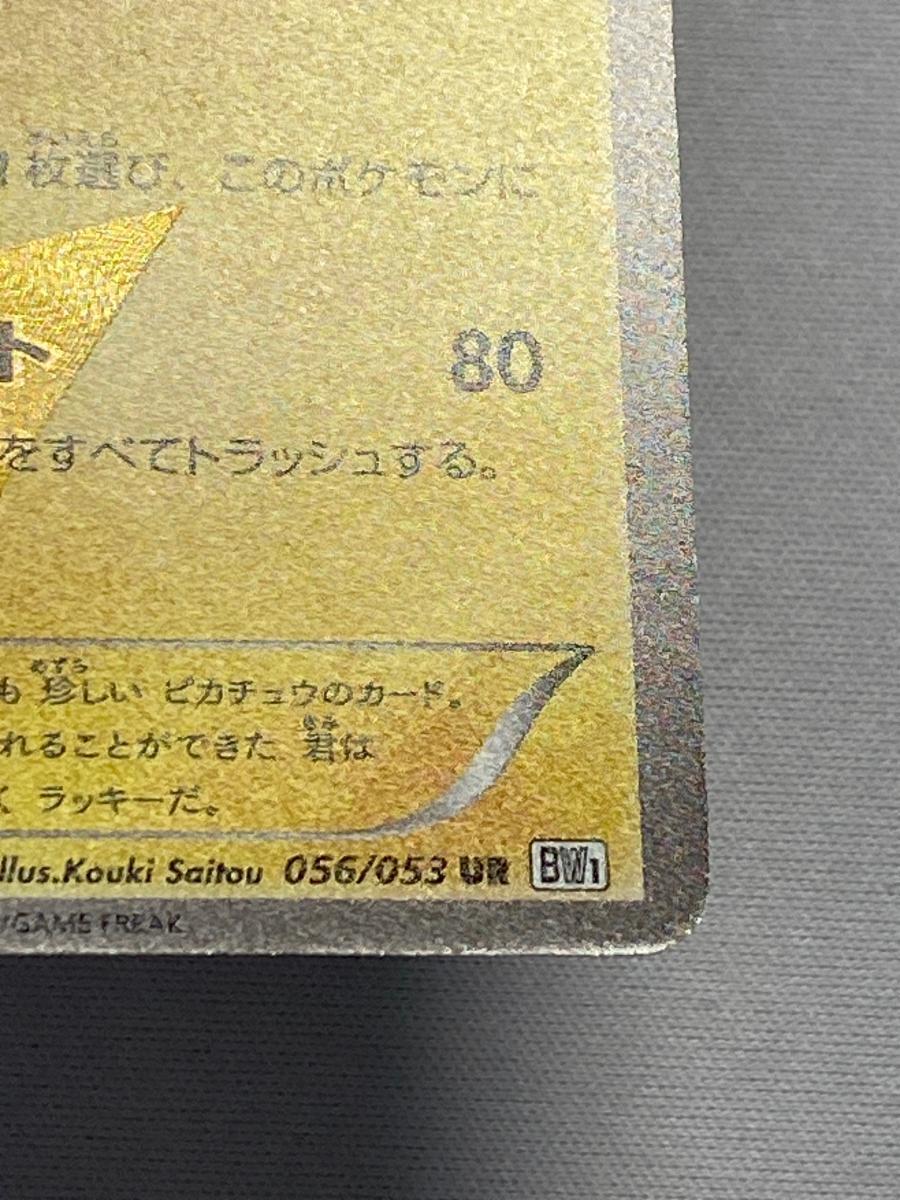 枚選び、このポケモンに
ト
80
をすべてトラッシュする。
も 珍しい ピカチュウのカード。
れることができた 君は
ラッキーだ。
Illus.Kouki Saitou 056/053 UR BW1
/GAME FREAK